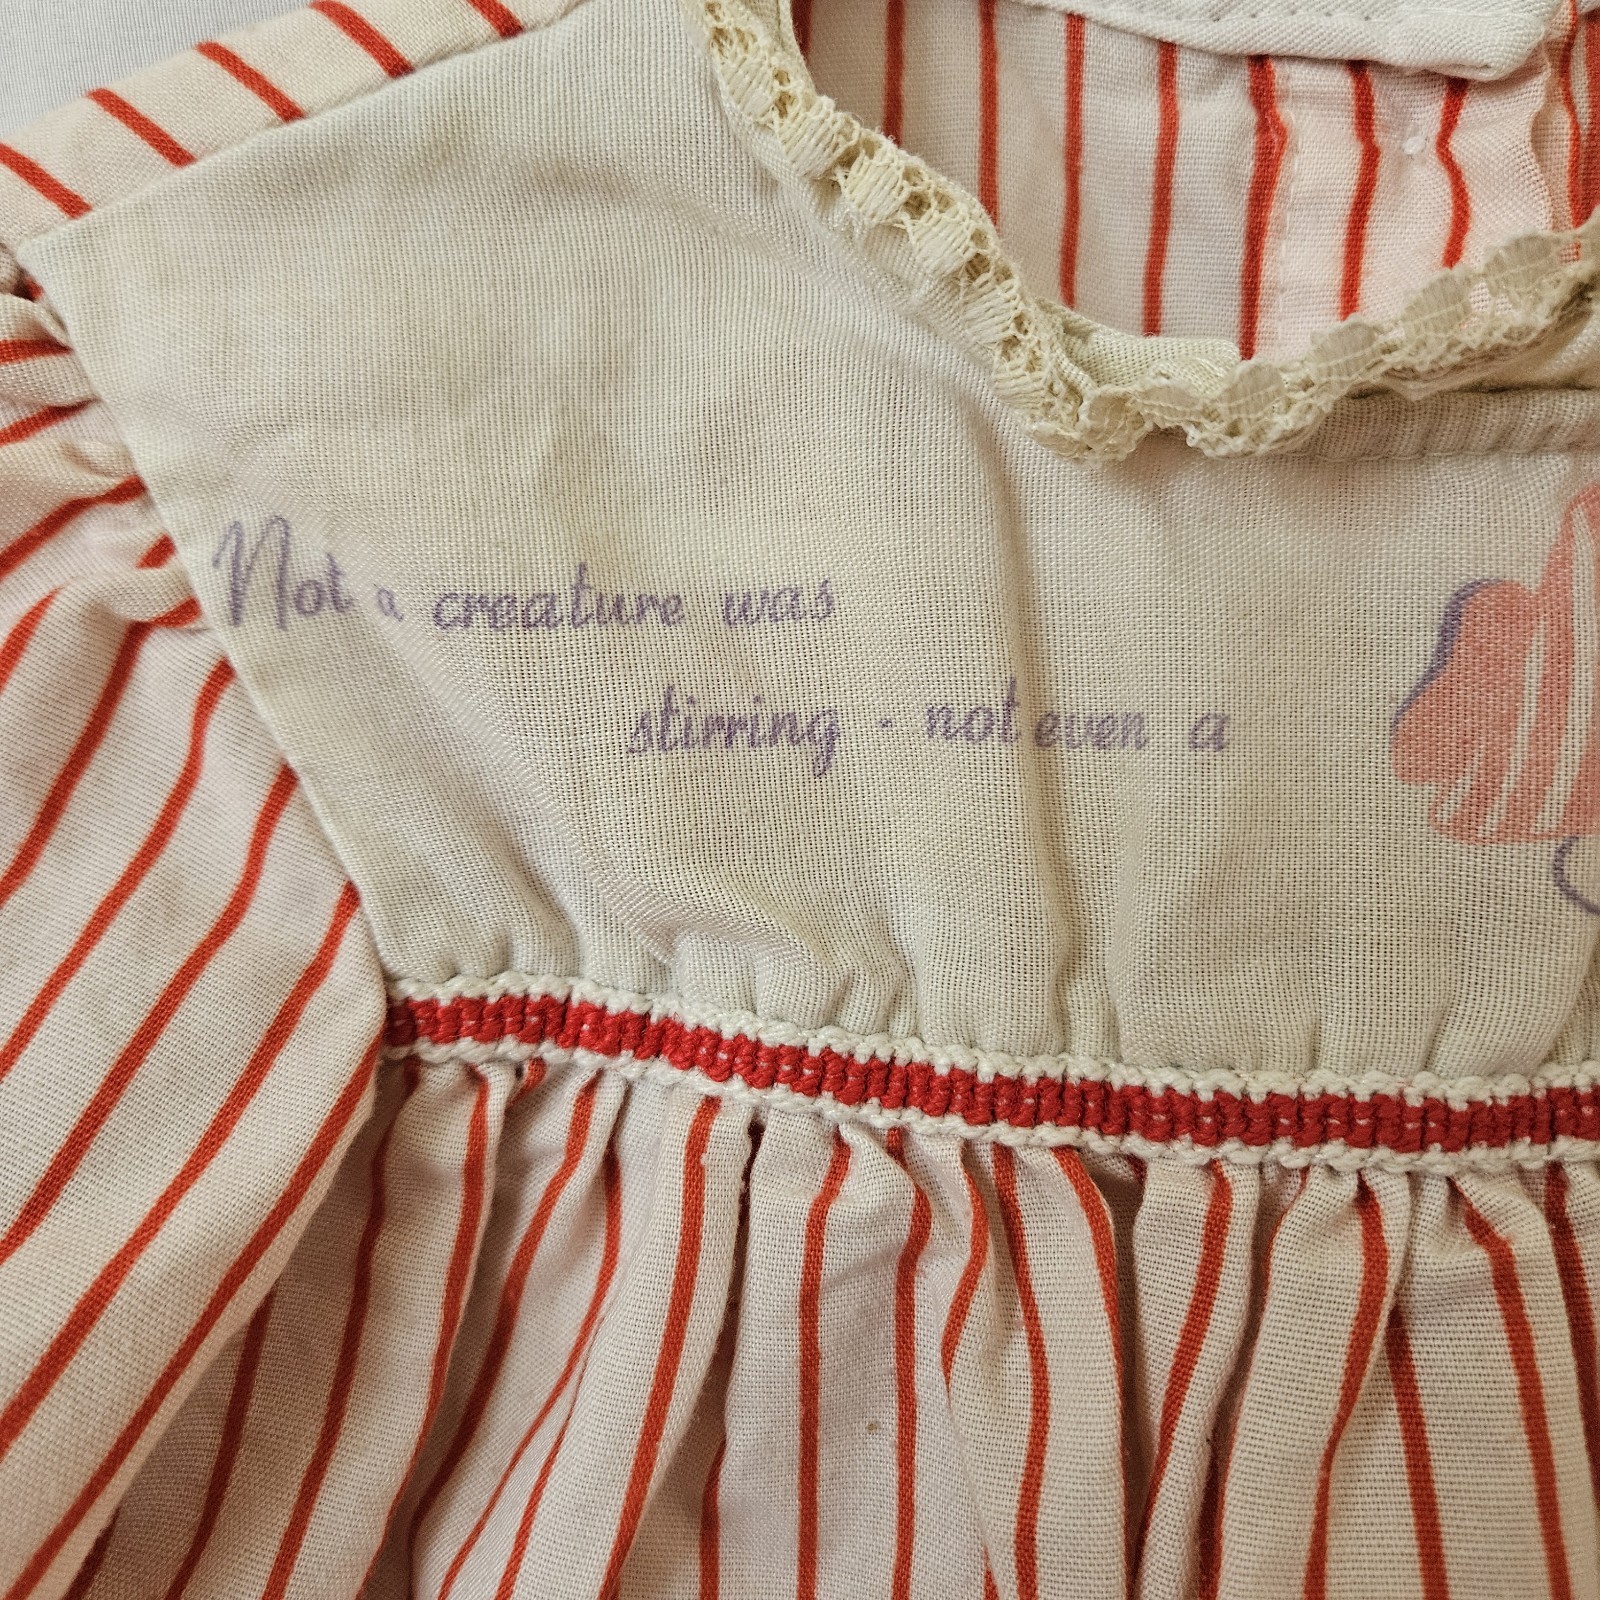 Not a creature was
stirring - not even a